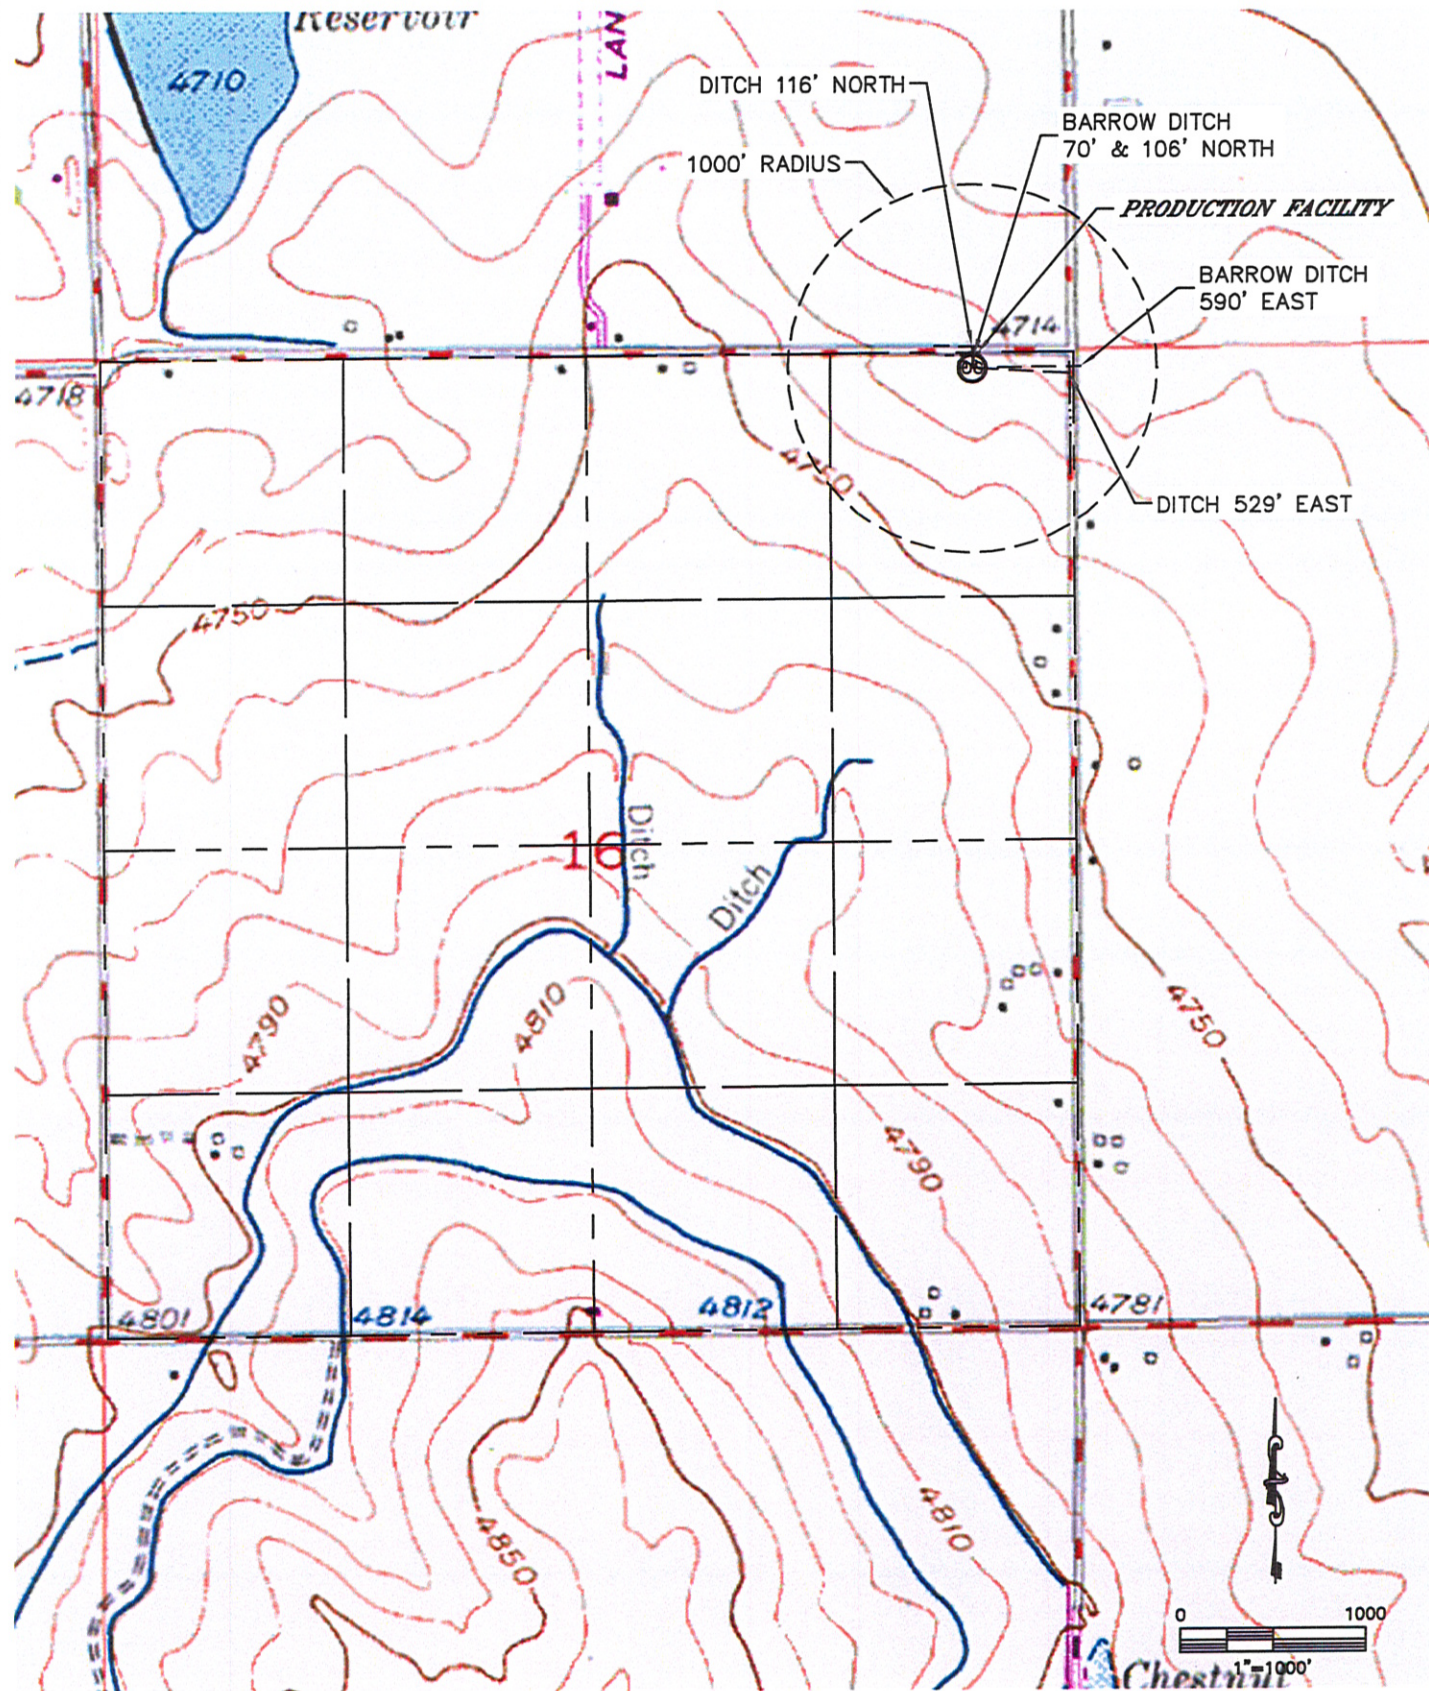 Reservoir
4710
LAN
DITCH 116' NORTH
BARROW DITCH
70' & 106' NORTH
1000' RADIUS
PRODUCTION FACILITY
BARROW DITCH
590' EAST
4714
4718
4750
DITCH 529' EAST
4750
Ditch
16
Ditch
4750
4790
4810
4790
4801
4814
4812
4781
4810
4850
0
1000
1"=1000'
Chestnut